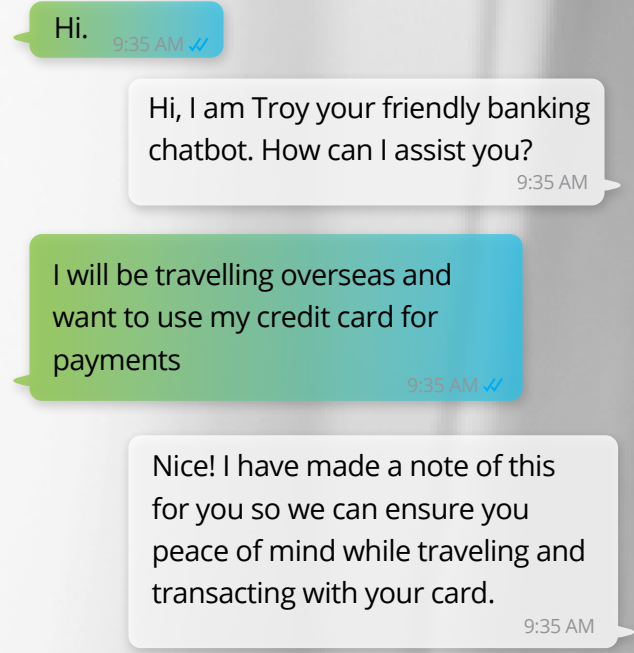 Hi.
9:35 AM
Hi, I am Troy your friendly banking
chatbot. How can I assist you?
9:35 AM
I will be travelling overseas and
want to use my credit card for
payments
9:35 AM
Nice! I have made a note of this
for you so we can ensure you
peace of mind while traveling and
transacting with your card.
9:35 AM